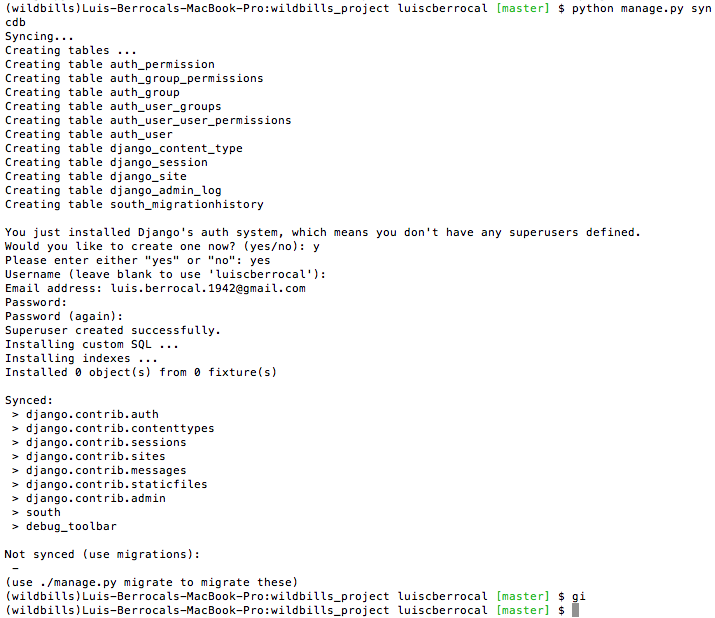 (wildbills)Luis-Berrocals-MacBook-Pro:wildbills_project luiscberrocal [master] $ python manage.py syn
cdb
Syncing...
Creating tables ...
Creating table auth_permission
Creating table auth_group_permissions
Creating table auth_group
Creating table auth_user_groups
Creating table auth_user_user_permissions
Creating table auth_user
Creating table django_content_type
Creating table django_session
Creating table django_site
Creating table django_admin_log
Creating table south_migrationhistory

You just installed Django's auth system, which means you don't have any superusers defined.
Would you like to create one now? (yes/no): y
Please enter either "yes" or "no": yes
Username (leave blank to use 'luiscberrocal'):
Email address: luis.berrocal.1942@gmail.com
Password:
Password (again):
Superuser created successfully.
Installing custom SQL ...
Installing indexes ...
Installed 0 object(s) from 0 fixture(s)

Synced:
 > django.contrib.auth
 > django.contrib.contenttypes
 > django.contrib.sessions
 > django.contrib.sites
 > django.contrib.messages
 > django.contrib.staticfiles
 > django.contrib.admin
 > south
 > debug_toolbar

Not synced (use migrations):
 -
(use ./manage.py migrate to migrate these)
(wildbills)Luis-Berrocals-MacBook-Pro:wildbills_project luiscberrocal [master] $ gi
(wildbills)Luis-Berrocals-MacBook-Pro:wildbills_project luiscberrocal [master] $